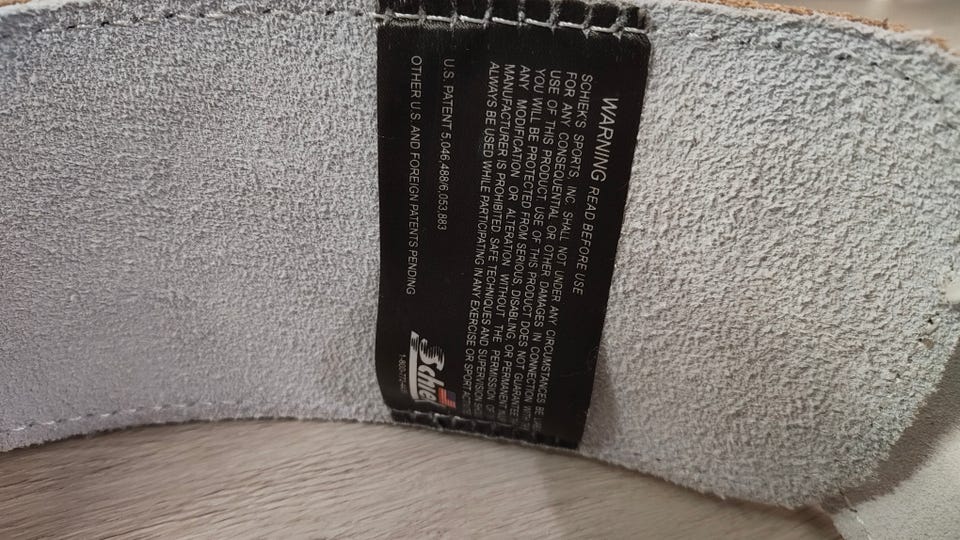 WARNING READ BEFORE USE
SCHIEK'S SPORTS, INC. SHALL NOT UNDER ANY CIRCUMSTANCES BE
FOR ANY CONSEQUENTIAL OR OTHER DAMAGES IN CONNECTION WITH
USE OF THIS PRODUCT. USE OF THIS PRODUCT DOES NOT GUARANTEE
YOU WILL BE PROTECTED FROM SERIOUS, DISABLING, OR PERMANENT
ANY MODIFICATION OR ALTERATION WITHOUT THE PERMISSION OF
MANUFACTURER IS PROHIBITED. SAFE TECHNIQUES AND SUPERVISION
ALWAYS BE USED WHILE PARTICIPATING IN ANY EXERCISE OR SPORT
U.S. PATENT 5,046,488/6,053,883
OTHER U.S. AND FOREIGN PATENTS PENDING
Schiek